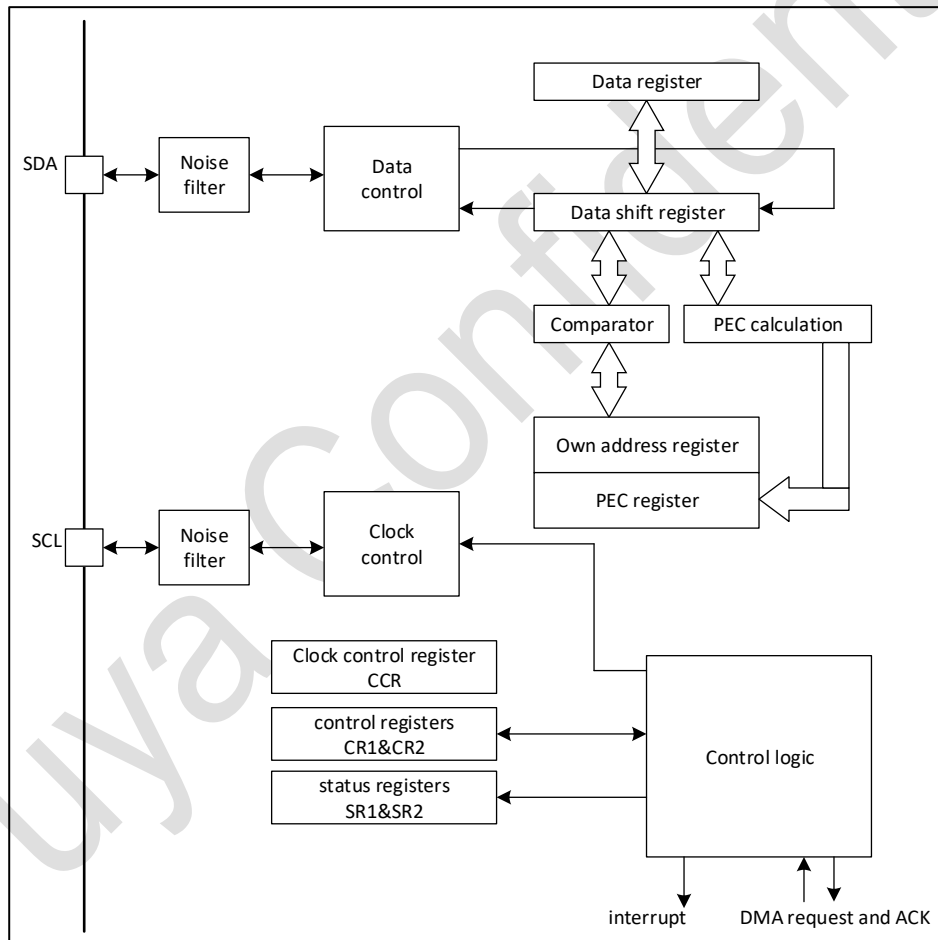 Data register
SDA
Noise
filter
Data
control
Data shift register
Comparator
PEC calculation
Own address register
PEC register
SCL
Noise
filter
Clock
control
Clock control register
CCR
control registers
CR1&CR2
status registers
SR1&SR2
Control logic
interrupt
DMA request and ACK
uya Confident